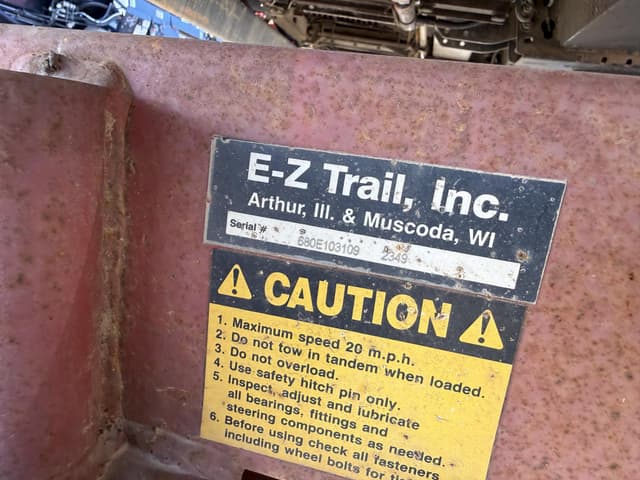 E-Z Trail, Inc.
Arthur, Ill. & Muscoda, WI
Serial #
680E103109 2349
CAUTION
1. Maximum speed 20 m.p.h.
2. Do not tow in tandem when loaded.
3. Do not overload.
4. Use safety hitch pin only.
5. Inspect, adjust and lubricate
all bearings, fittings and
steering components as needed.
6. Before using check all fasteners
including wheel bolts for